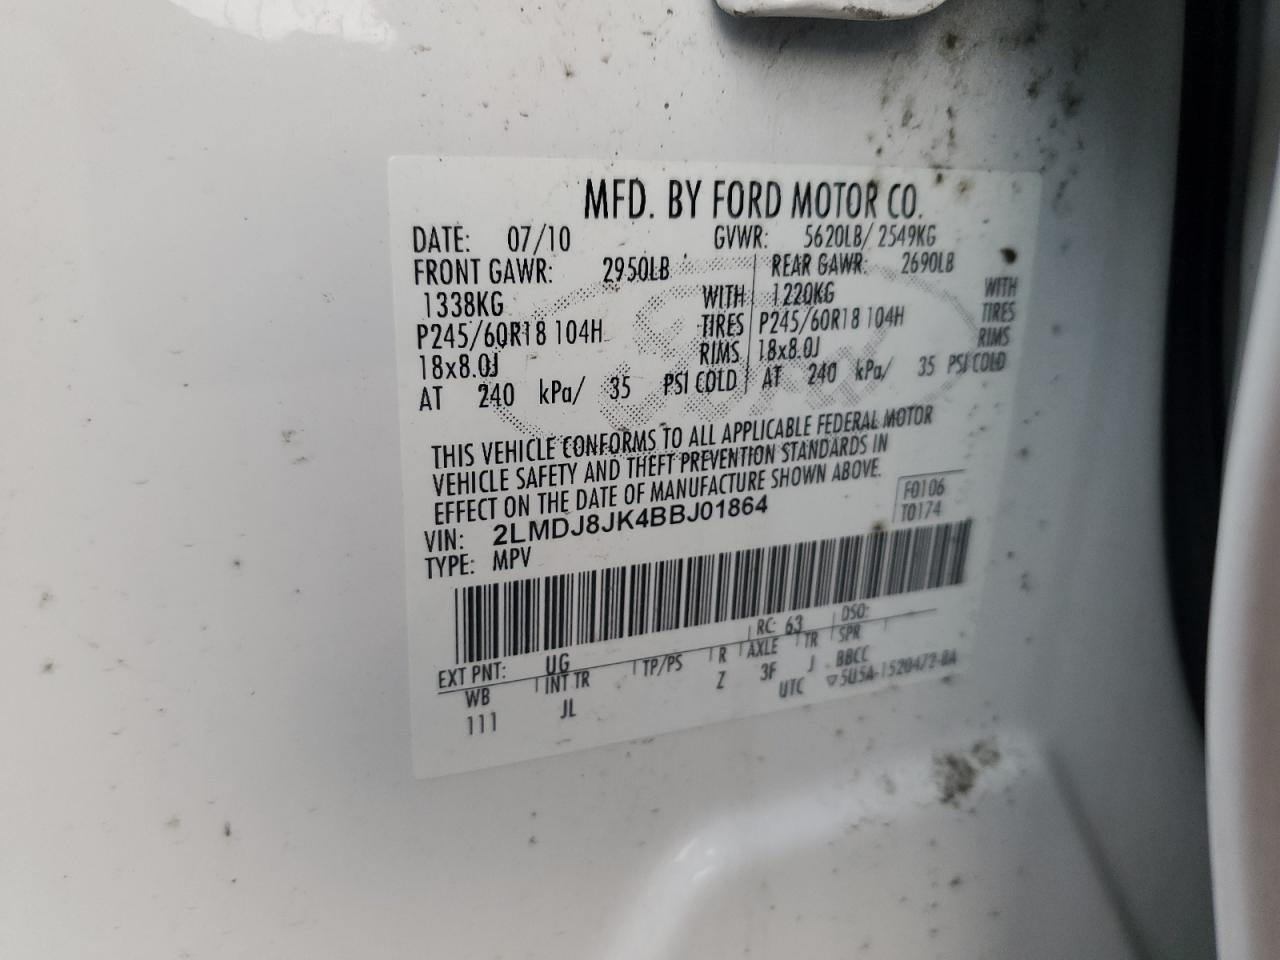 MFD. BY FORD MOTOR CO.
DATE: 07/10 GVWR: 5620LB/ 2549KG
FRONT GAWR: 2950LB REAR GAWR: 2690LB
1338KG WITH 1220KG WITH
P245/60R18 104H TIRES P245/60R18 104H TIRES
18x8.0J RIMS 18x8.0J RIMS
AT 240 kPa/ 35 PSI COLD AT 240 kPa/ 35 PSI COLD
THIS VEHICLE CONFORMS TO ALL APPLICABLE FEDERAL MOTOR
VEHICLE SAFETY AND THEFT PREVENTION STANDARDS IN
EFFECT ON THE DATE OF MANUFACTURE SHOWN ABOVE.
F0106
VIN: 2LMDJ8JK4BBJ01864 T0174
TYPE: MPV
EXT PNT: UG RC: 63 DSO:
WB INT TR TP/PS R AXLE TR SPR
111 JL Z 3F J BBCC
UTC ▽5U5A-1520472-BA
Ford